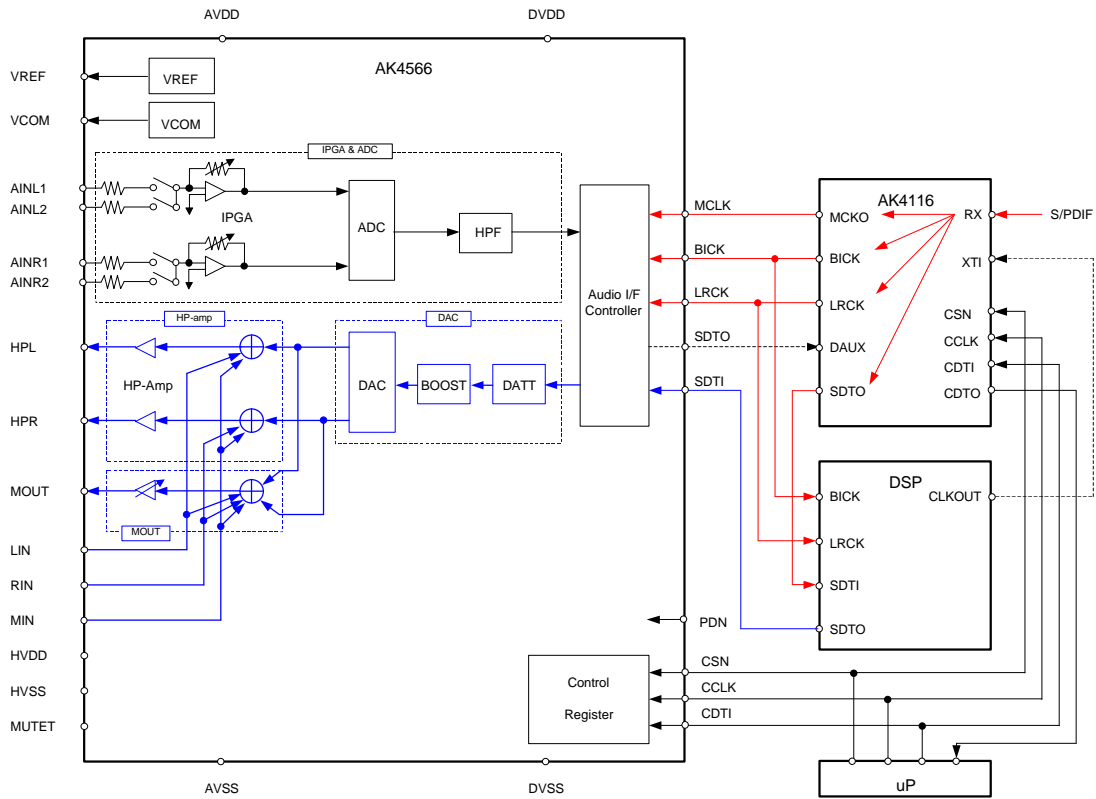 AVDD
DVDD
AK4566
VREF
VREF
VCOM
VCOM
IPGA & ADC
AINL1
AINL2
IPGA
AINR1
AINR2
ADC
HPF
Audio I/F
Controller
MCLK
BICK
LRCK
SDTO
SDTI
AK4116
MCKO
RX
S/PDIF
BICK
XTI
LRCK
CSN
CCLK
DAUX
CDTI
SDTO
CDTO
HP-amp
DAC
HPL
HP-Amp
DAC
BOOST
DATT
HPR
MOUT
MOUT
LIN
RIN
MIN
HVDD
HVSS
MUTET
DSP
BICK
CLKOUT
LRCK
SDTI
SDTO
PDN
Control
Register
CSN
CCLK
CDTI
AVSS
DVSS
uP